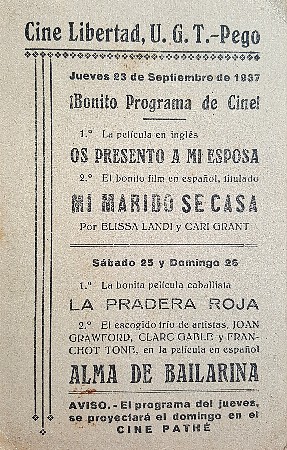 Cine Libertad, U. G. T.-Pego
Jueves 23 de Septiembre de 1937
¡Bonito Programa de Cine!
1.º La película en inglés
OS PRESENTO A MI ESPOSA
2.º El bonito film en español, titulado
MI MARIDO SE CASA
Por ELISSA LANDI y CARI GRANT
Sábado 25 y Domingo 26
1.º La bonita película caballista
LA PRADERA ROJA
2.º El escogido trío de artistas, JOAN
GRAWFORD, CLARC GABLE y FRAN-
CHOT TONE, en la película en español
ALMA DE BAILARINA
AVISO.- El programa del jueves,
se proyectará el domingo en el
CINE PATHÉ